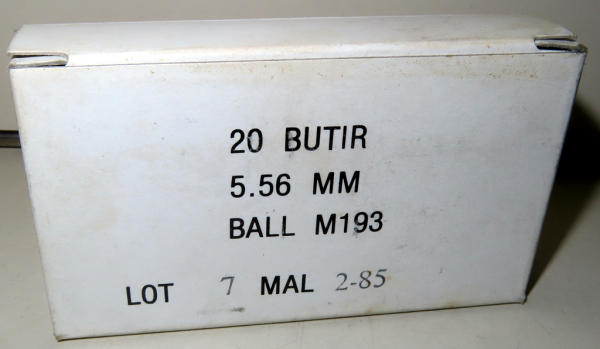 20 BUTIR
5.56 MM
BALL M193
LOT 7 MAL 2-85